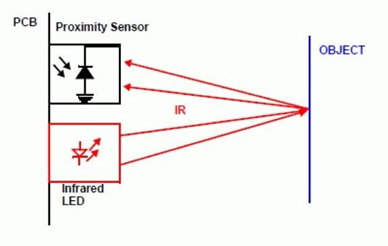 PCB
Proximity Sensor
OBJECT
IR
Infrared
LED